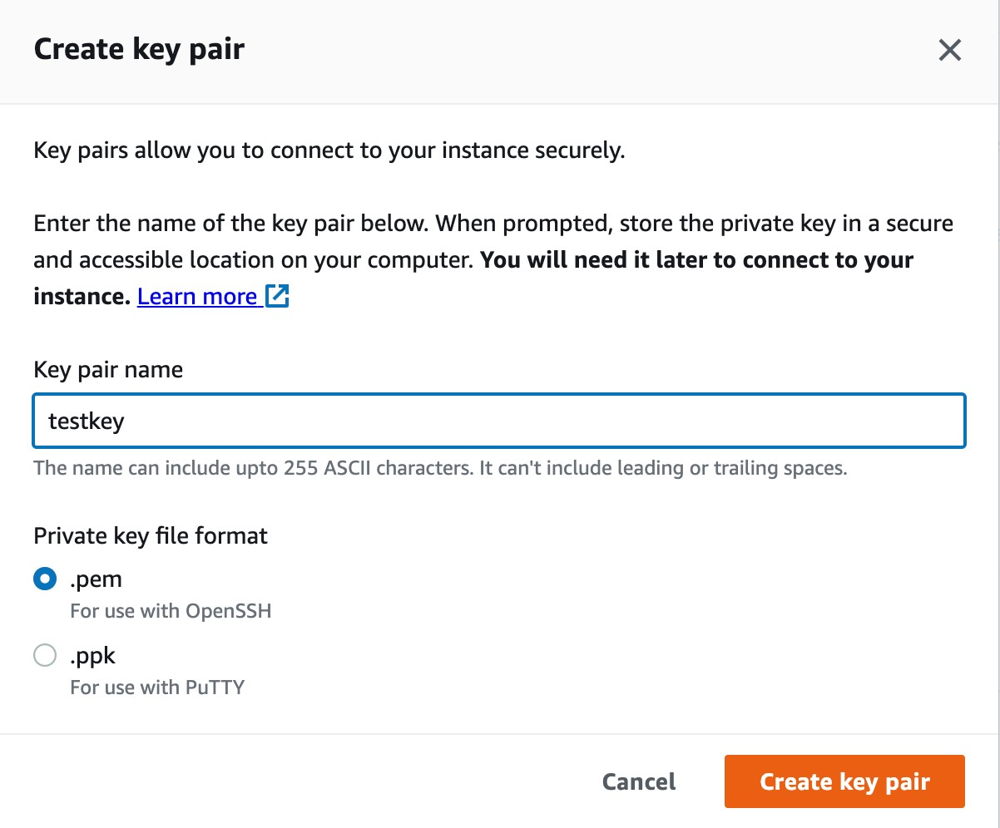 Create key pair
Key pairs allow you to connect to your instance securely.
Enter the name of the key pair below. When prompted, store the private key in a secure
and accessible location on your computer. You will need it later to connect to your
instance. Learn more
Key pair name
testkey
The name can include upto 255 ASCII characters. It can't include leading or trailing spaces.
Private key file format
.pem
For use with OpenSSH
.ppk
For use with PuTTY
Cancel
Create key pair